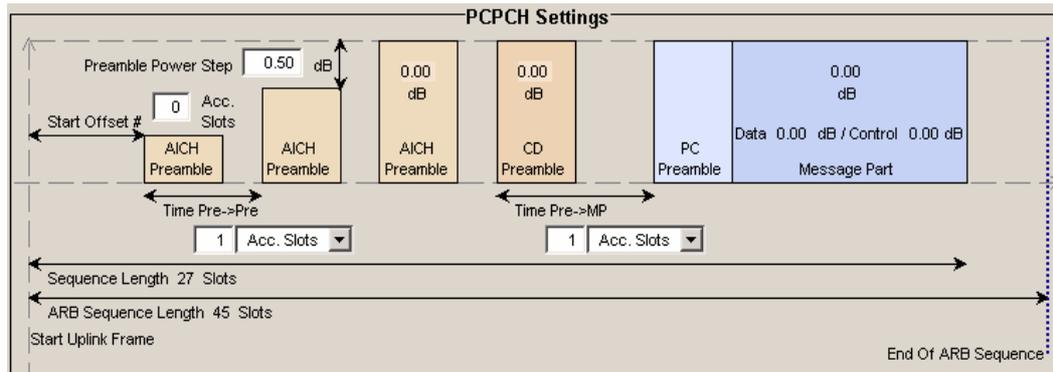 PCPCH Settings
Preamble Power Step 0.50 dB
0 Acc. Slots
Start Offset #
AICH Preamble
AICH Preamble
0.00 dB
AICH Preamble
0.00 dB
CD Preamble
PC Preamble
0.00 dB
Data 0.00 dB / Control 0.00 dB
Message Part
Time Pre->Pre
1 Acc. Slots
Time Pre->MP
1 Acc. Slots
Sequence Length 27 Slots
ARB Sequence Length 45 Slots
Start Uplink Frame
End Of ARB Sequence